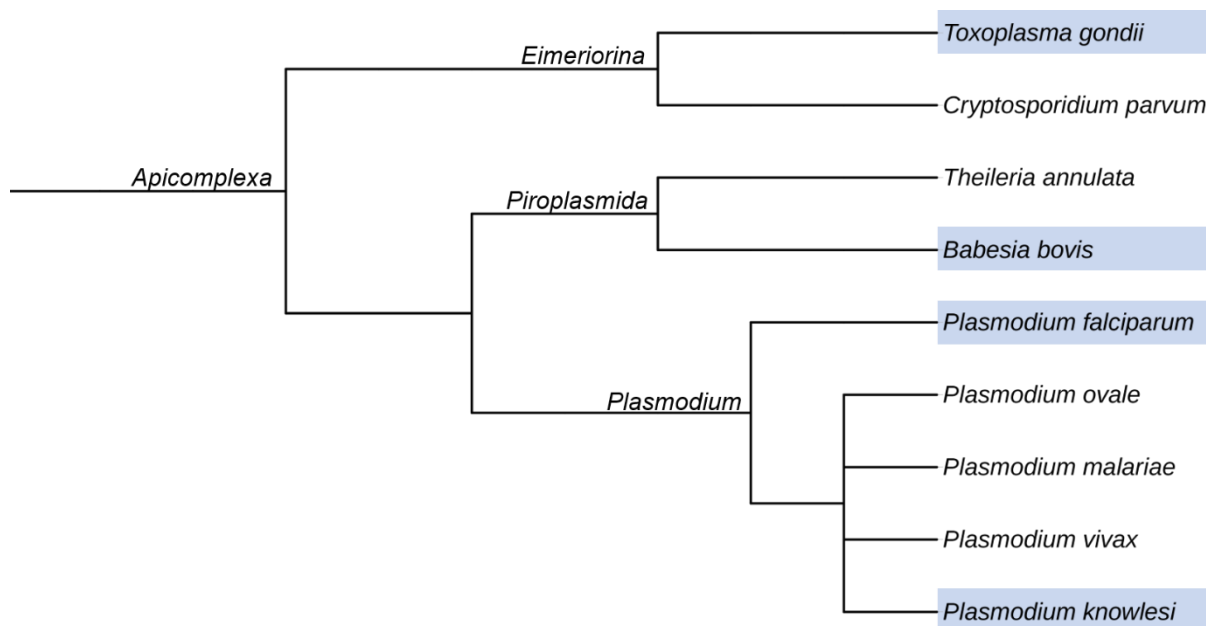 Toxoplasma gondii
Eimeriorina
Cryptosporidium parvum
Apicomplexa
Theileria annulata
Piroplasmida
Babesia bovis
Plasmodium falciparum
Plasmodium ovale
Plasmodium
Plasmodium malariae
Plasmodium vivax
Plasmodium knowlesi